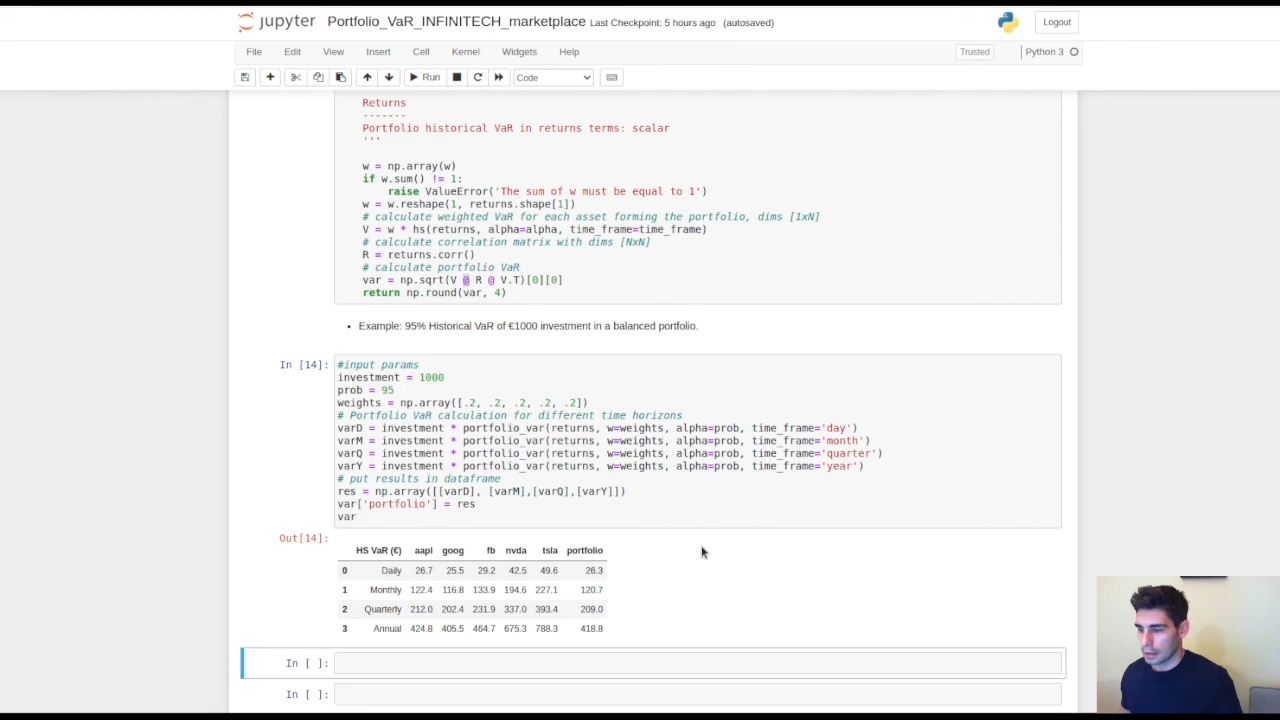 jupyter Portfolio_VaR_INFINITECH_marketplace Last Checkpoint: 5 hours ago (autosaved) Logout
File Edit View Insert Cell Kernel Widgets Help Trusted Python 3
Run Code
Returns
-------
Portfolio historical VaR in returns terms: scalar
'''
w = np.array(w)
if w.sum() != 1:
raise ValueError('The sum of w must be equal to 1')
w = w.reshape(1, returns.shape[1])
# calculate weighted VaR for each asset forming the portfolio, dims [1xN]
V = w * hs(returns, alpha=alpha, time_frame=time_frame)
# calculate correlation matrix with dims [NxN]
R = returns.corr()
# calculate portfolio VaR
var = np.sqrt(V @ R @ V.T)[0][0]
return np.round(var, 4)
• Example: 95% Historical VaR of €1000 investment in a balanced portfolio.
In [14]: #input params
investment = 1000
prob = 95
weights = np.array([.2, .2, .2, .2, .2])
# Portfolio VaR calculation for different time horizons
varD = investment * portfolio_var(returns, w=weights, alpha=prob, time_frame='day')
varM = investment * portfolio_var(returns, w=weights, alpha=prob, time_frame='month')
varQ = investment * portfolio_var(returns, w=weights, alpha=prob, time_frame='quarter')
varY = investment * portfolio_var(returns, w=weights, alpha=prob, time_frame='year')
# put results in dataframe
res = np.array([[varD], [varM],[varQ],[varY]])
var['portfolio'] = res
var
Out[14]:
HS VaR (€) aapl goog fb nvda tsla portfolio
0 Daily 26.7 25.5 29.2 42.5 49.6 26.3
1 Monthly 122.4 116.8 133.9 194.6 227.1 120.7
2 Quarterly 212.0 202.4 231.9 337.0 393.4 209.0
3 Annual 424.8 405.5 464.7 675.3 788.3 418.8
In [ ]:
In [ ]: